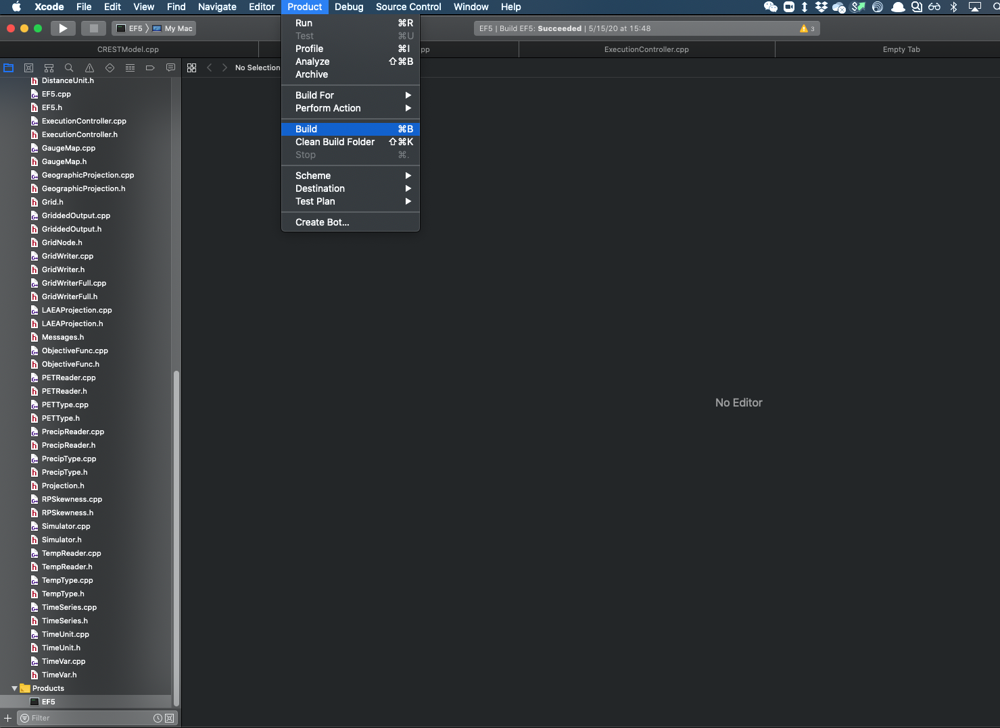 Xcode File Edit View Find Navigate Editor Product Debug Source Control Window Help
EF5 My Mac
EF5 | Build EF5: Succeeded | 5/15/20 at 15:48
3
CRESTModel.cpp
pp
ExecutionController.cpp
Empty Tab
No Selection
Run ⌘R
Test ⌘U
Profile ⌘I
Analyze ⇧⌘B
Archive
Build For
Perform Action
Build ⌘B
Clean Build Folder ⇧⌘K
Stop ⌘.
Scheme
Destination
Test Plan
Create Bot...
DistanceUnit.h
EF5.cpp
EF5.h
ExecutionController.cpp
ExecutionController.h
GaugeMap.cpp
GaugeMap.h
GeographicProjection.cpp
GeographicProjection.h
Grid.h
GriddedOutput.cpp
GriddedOutput.h
GridNode.h
GridWriter.cpp
GridWriter.h
GridWriterFull.cpp
GridWriterFull.h
LAEAProjection.cpp
LAEAProjection.h
Messages.h
ObjectiveFunc.cpp
ObjectiveFunc.h
PETReader.cpp
PETReader.h
PETType.cpp
PETType.h
PrecipReader.cpp
PrecipReader.h
PrecipType.cpp
PrecipType.h
Projection.h
RPSkewness.cpp
RPSkewness.h
Simulator.cpp
Simulator.h
TempReader.cpp
TempReader.h
TempType.cpp
TempType.h
TimeSeries.cpp
TimeSeries.h
TimeUnit.cpp
TimeUnit.h
TimeVar.cpp
TimeVar.h
Products
EF5
Filter
No Editor